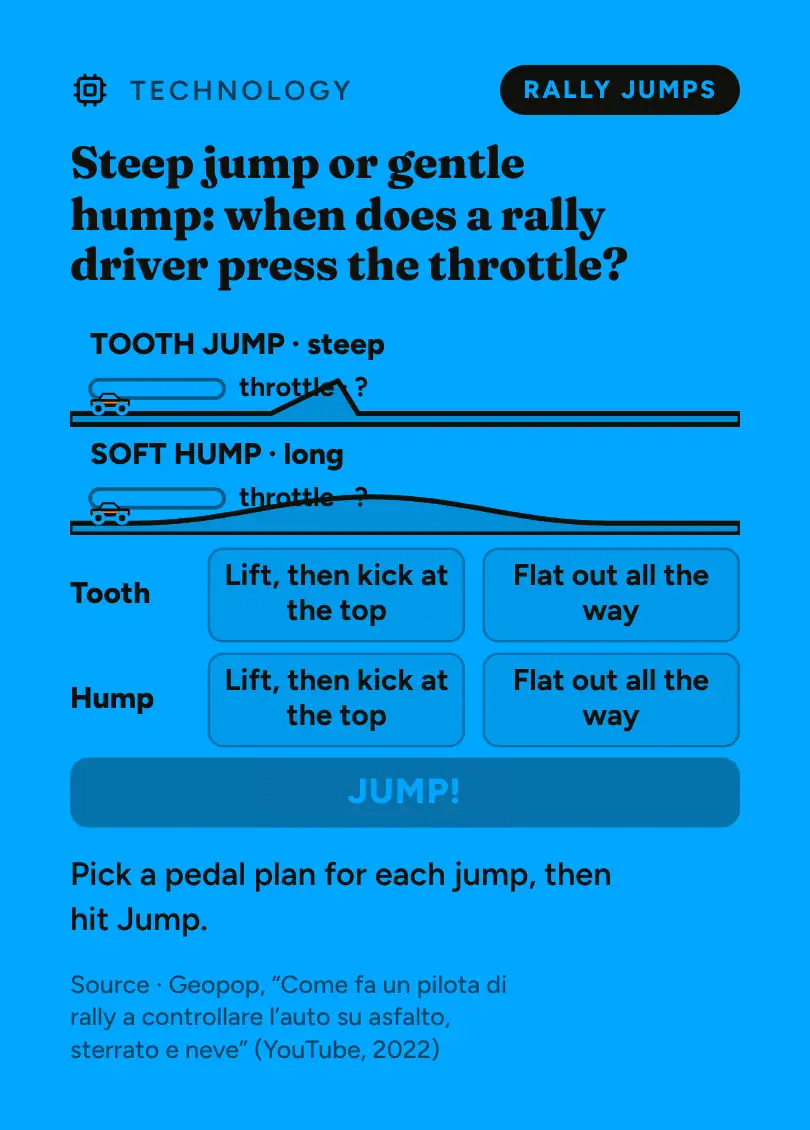 TECHNOLOGY
RALLY JUMPS
Steep jump or gentle
hump: when does a rally
driver press the throttle?
TOOTH JUMP · steep
throttle · ?
SOFT HUMP · long
throttle · ?
Tooth
Lift, then kick at
the top
Flat out all the
way
Hump
Lift, then kick at
the top
Flat out all the
way
JUMP!
Pick a pedal plan for each jump, then
hit Jump.
Source · Geopop, “Come fa un pilota di
rally a controllare l’auto su asfalto,
sterrato e neve” (YouTube, 2022)